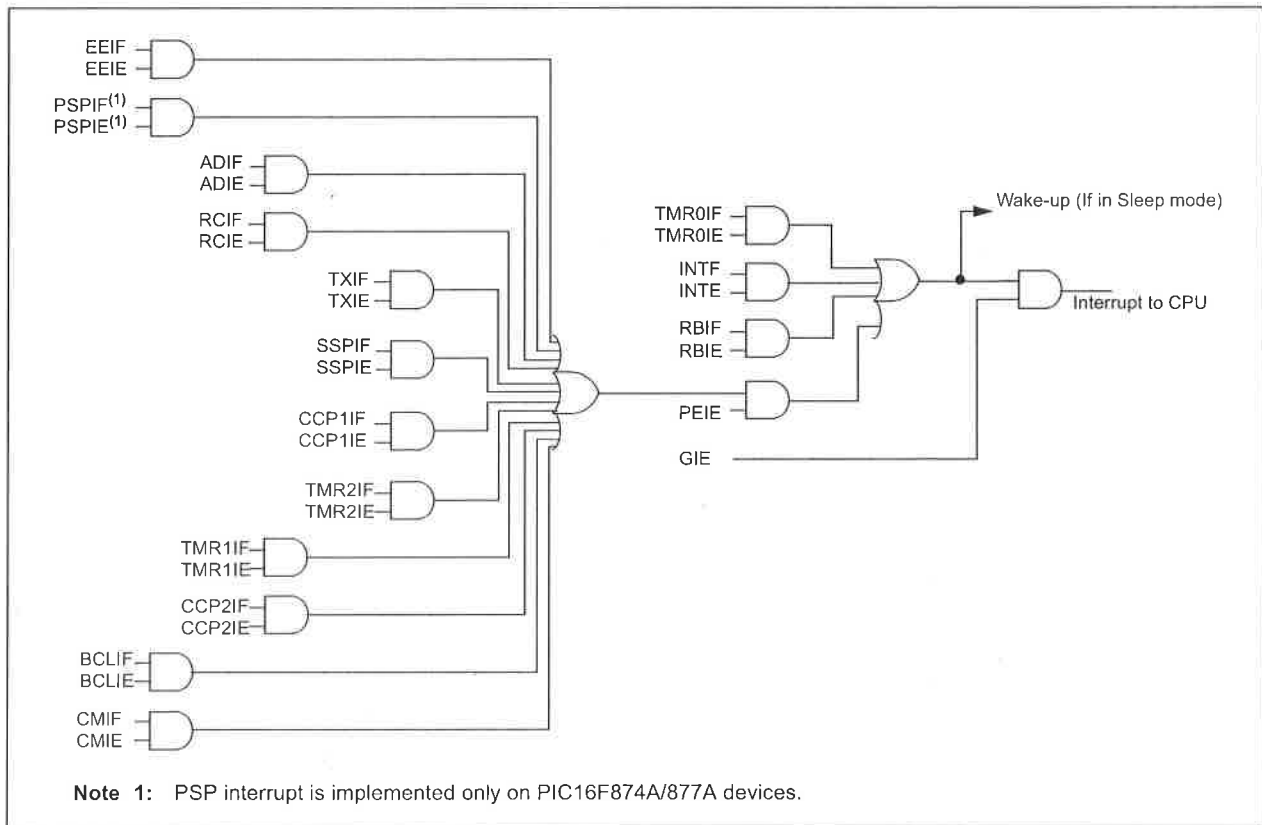 EEIF
EEIE
PSPIF(1)
PSPIE(1)
ADIF
ADIE
RCIF
RCIE
TXIF
TXIE
SSPIF
SSPIE
CCP1IF
CCP1IE
TMR2IF
TMR2IE
TMR1IF
TMR1IE
CCP2IF
CCP2IE
BCLIF
BCLIE
CMIF
CMIE
TMR0IF
TMR0IE
INTF
INTE
RBIF
RBIE
PEIE
GIE
Wake-up (If in Sleep mode)
Interrupt to CPU
Note 1: PSP interrupt is implemented only on PIC16F874A/877A devices.